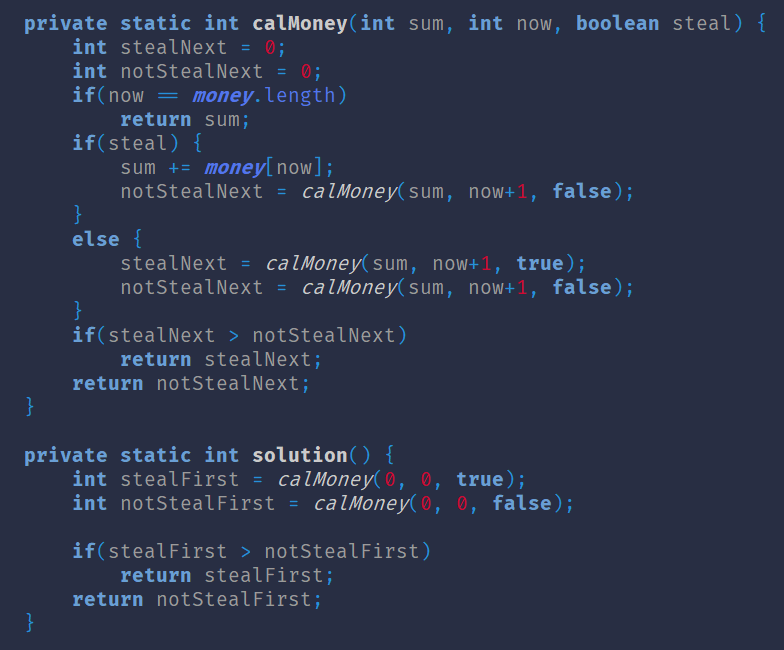 private static int calMoney(int sum, int now, boolean steal) {
    int stealNext = 0;
    int notStealNext = 0;
    if(now == money.length)
        return sum;
    if(steal) {
        sum += money[now];
        notStealNext = calMoney(sum, now+1, false);
    }
    else {
        stealNext = calMoney(sum, now+1, true);
        notStealNext = calMoney(sum, now+1, false);
    }
    if(stealNext > notStealNext)
        return stealNext;
    return notStealNext;
}

private static int solution() {
    int stealFirst = calMoney(0, 0, true);
    int notStealFirst = calMoney(0, 0, false);

    if(stealFirst > notStealFirst)
        return stealFirst;
    return notStealFirst;
}